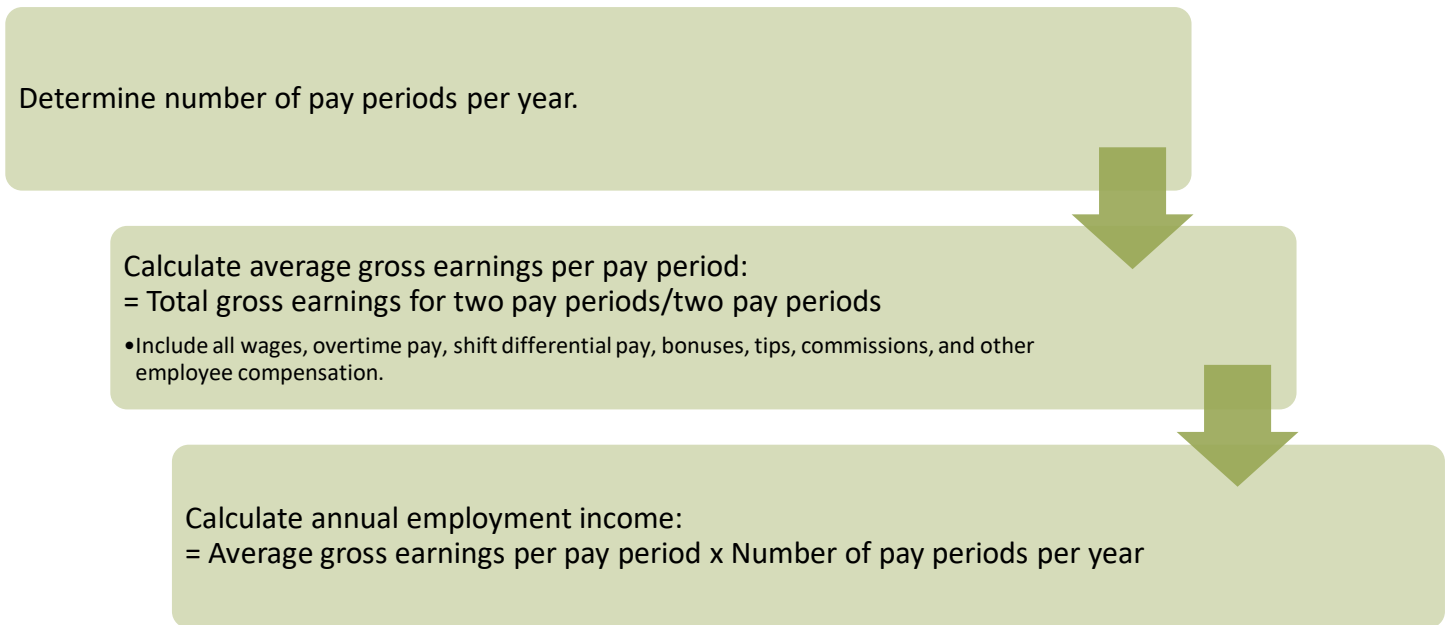 Determine number of pay periods per year.
Calculate average gross earnings per pay period:
= Total gross earnings for two pay periods/two pay periods
•Include all wages, overtime pay, shift differential pay, bonuses, tips, commissions, and other
employee compensation.
Calculate annual employment income:
= Average gross earnings per pay period x Number of pay periods per year